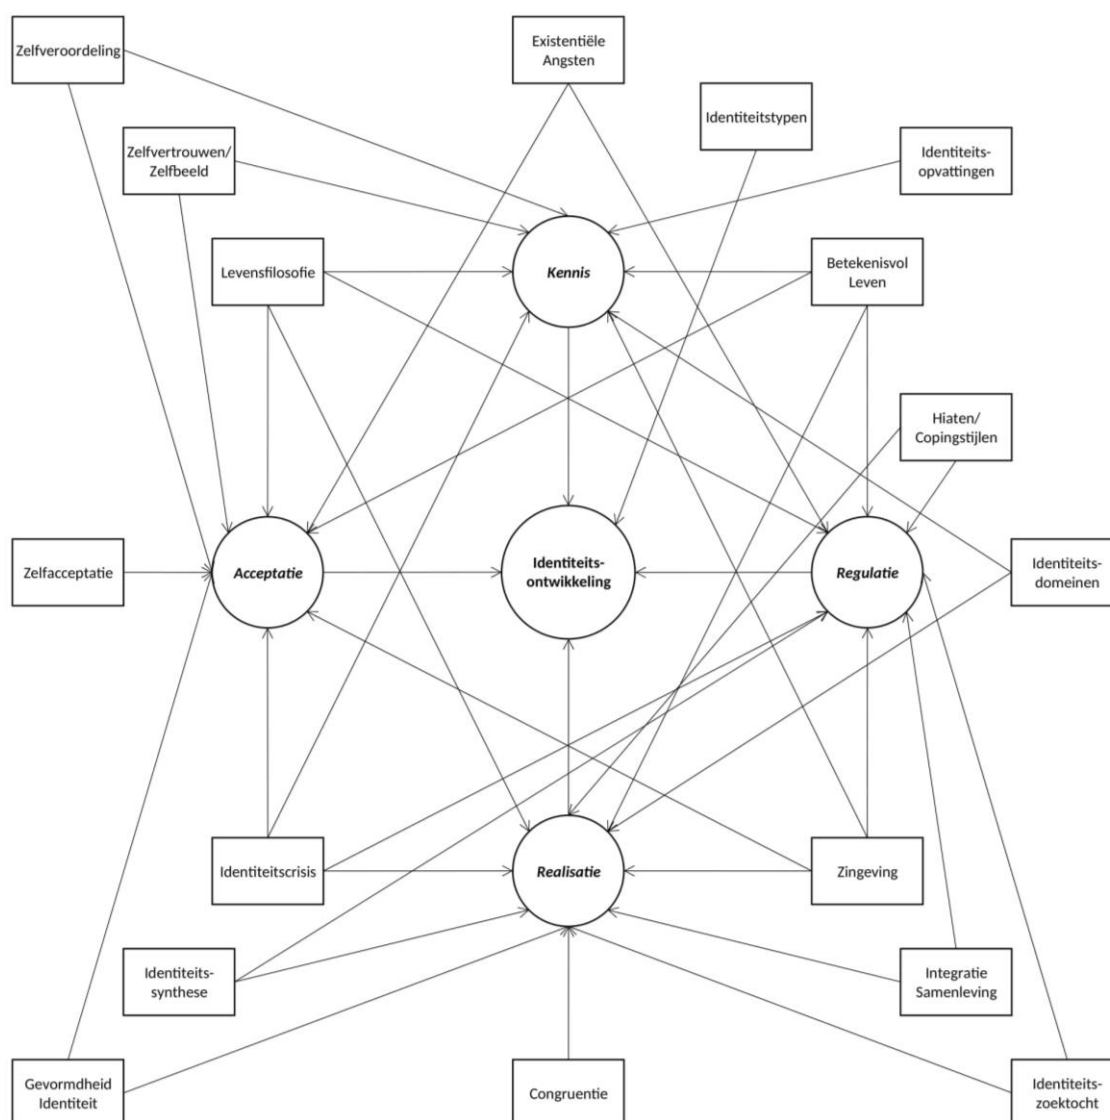 Zelfveroordeling
Existentiële
Angsten
Identiteitstypen
Zelfvertrouwen/
Zelfbeeld
Identiteits-
opvattingen
Levensfilosofie
Kennis
Betekenisvol
Leven
Hiaten/
Copingstijlen
Zelfacceptatie
Acceptatie
Identiteits-
ontwikkeling
Regulatie
Identiteits-
domeinen
Identiteitscrisis
Realisatie
Zingeving
Identiteits-
synthese
Integratie
Samenleving
Gevormdheid
Identiteit
Congruentie
Identiteits-
zoektocht